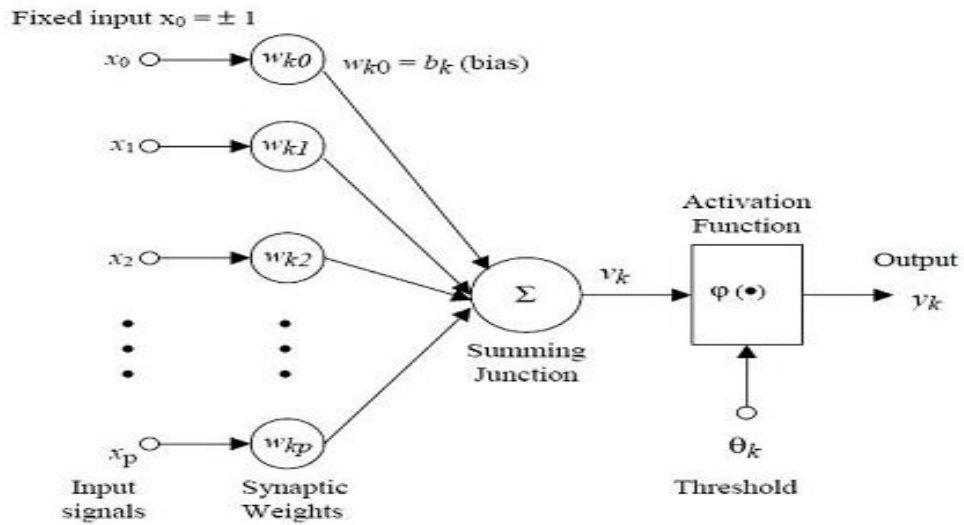 Fixed input x₀ = ± 1
x₀
wk0
wk0 = bk (bias)
x₁
wk1
x₂
wk2
Σ
Summing
Junction
vk
Activation
Function
φ (•)
Output
yk
θk
Threshold
xp
wkp
Input
signals
Synaptic
Weights